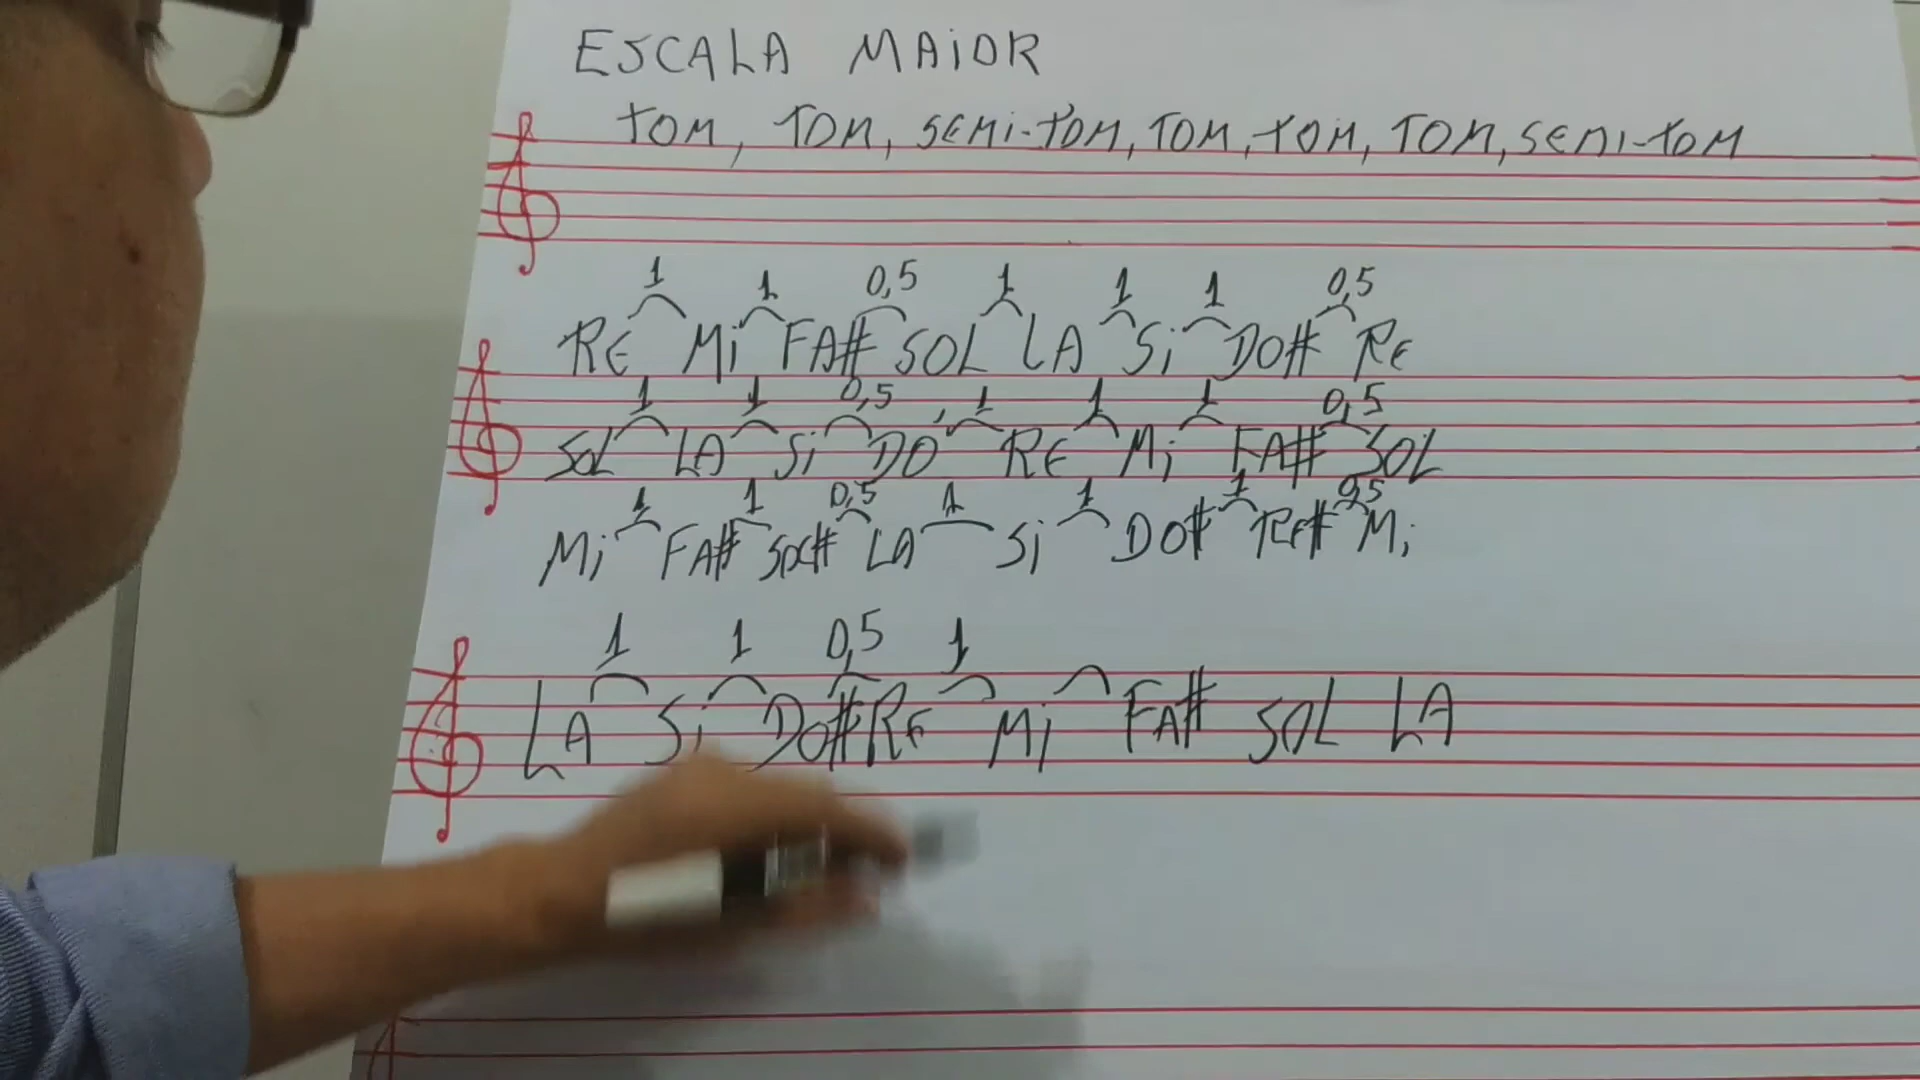 ESCALA MAIOR
TOM, TOM, SEMI-TOM, TOM, TOM, TOM, SEMI-TOM
1 1 0,5 1 1 1 0,5
RE Mi FA# SOL LA Si DO# RE
1 1 0,5 1 1 1 0,5
SOL LA Si DO RE Mi FA# SOL
1 1 0,5 1 1 1 0,5
Mi FA# SOL# LA Si DO# RE# Mi
1 1 0,5 1
LA Si DO# RE Mi FA# SOL LA